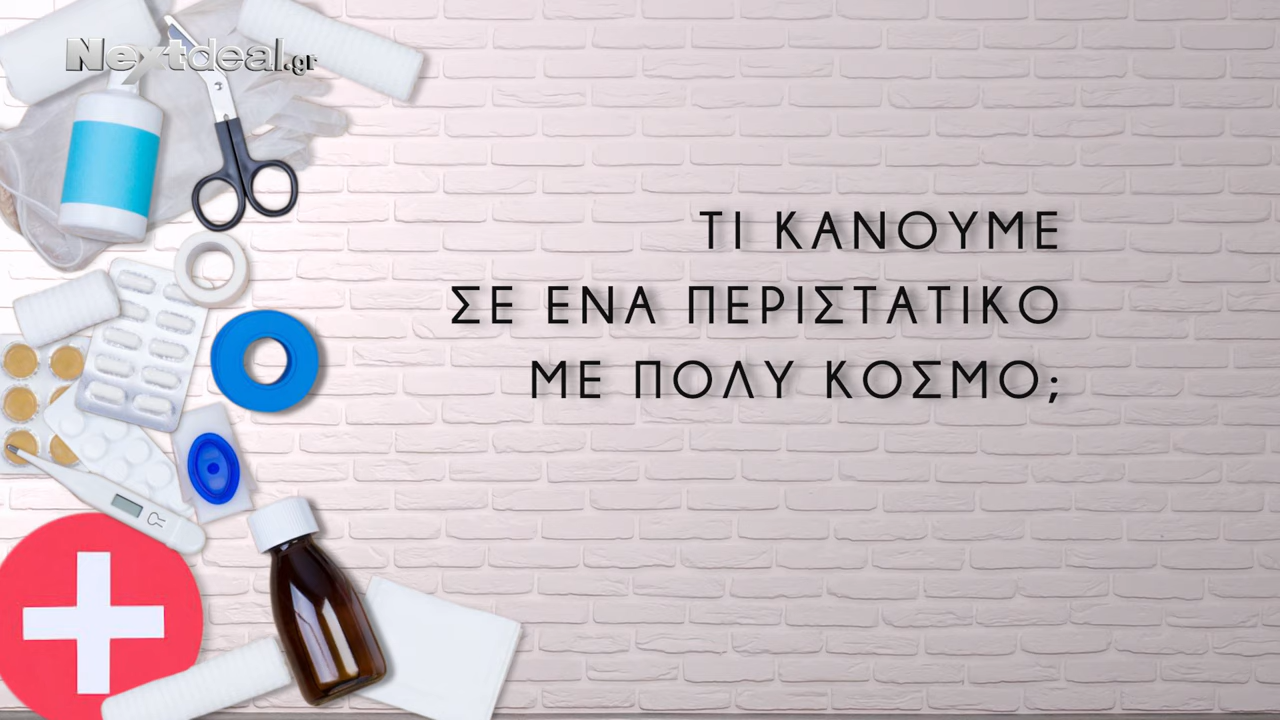 Nextdeal.gr
ΤΙ ΚΑΝΟΥΜΕ
ΣΕ ΕΝΑ ΠΕΡΙΣΤΑΤΙΚΟ
ΜΕ ΠΟΛΥ ΚΟΣΜΟ;